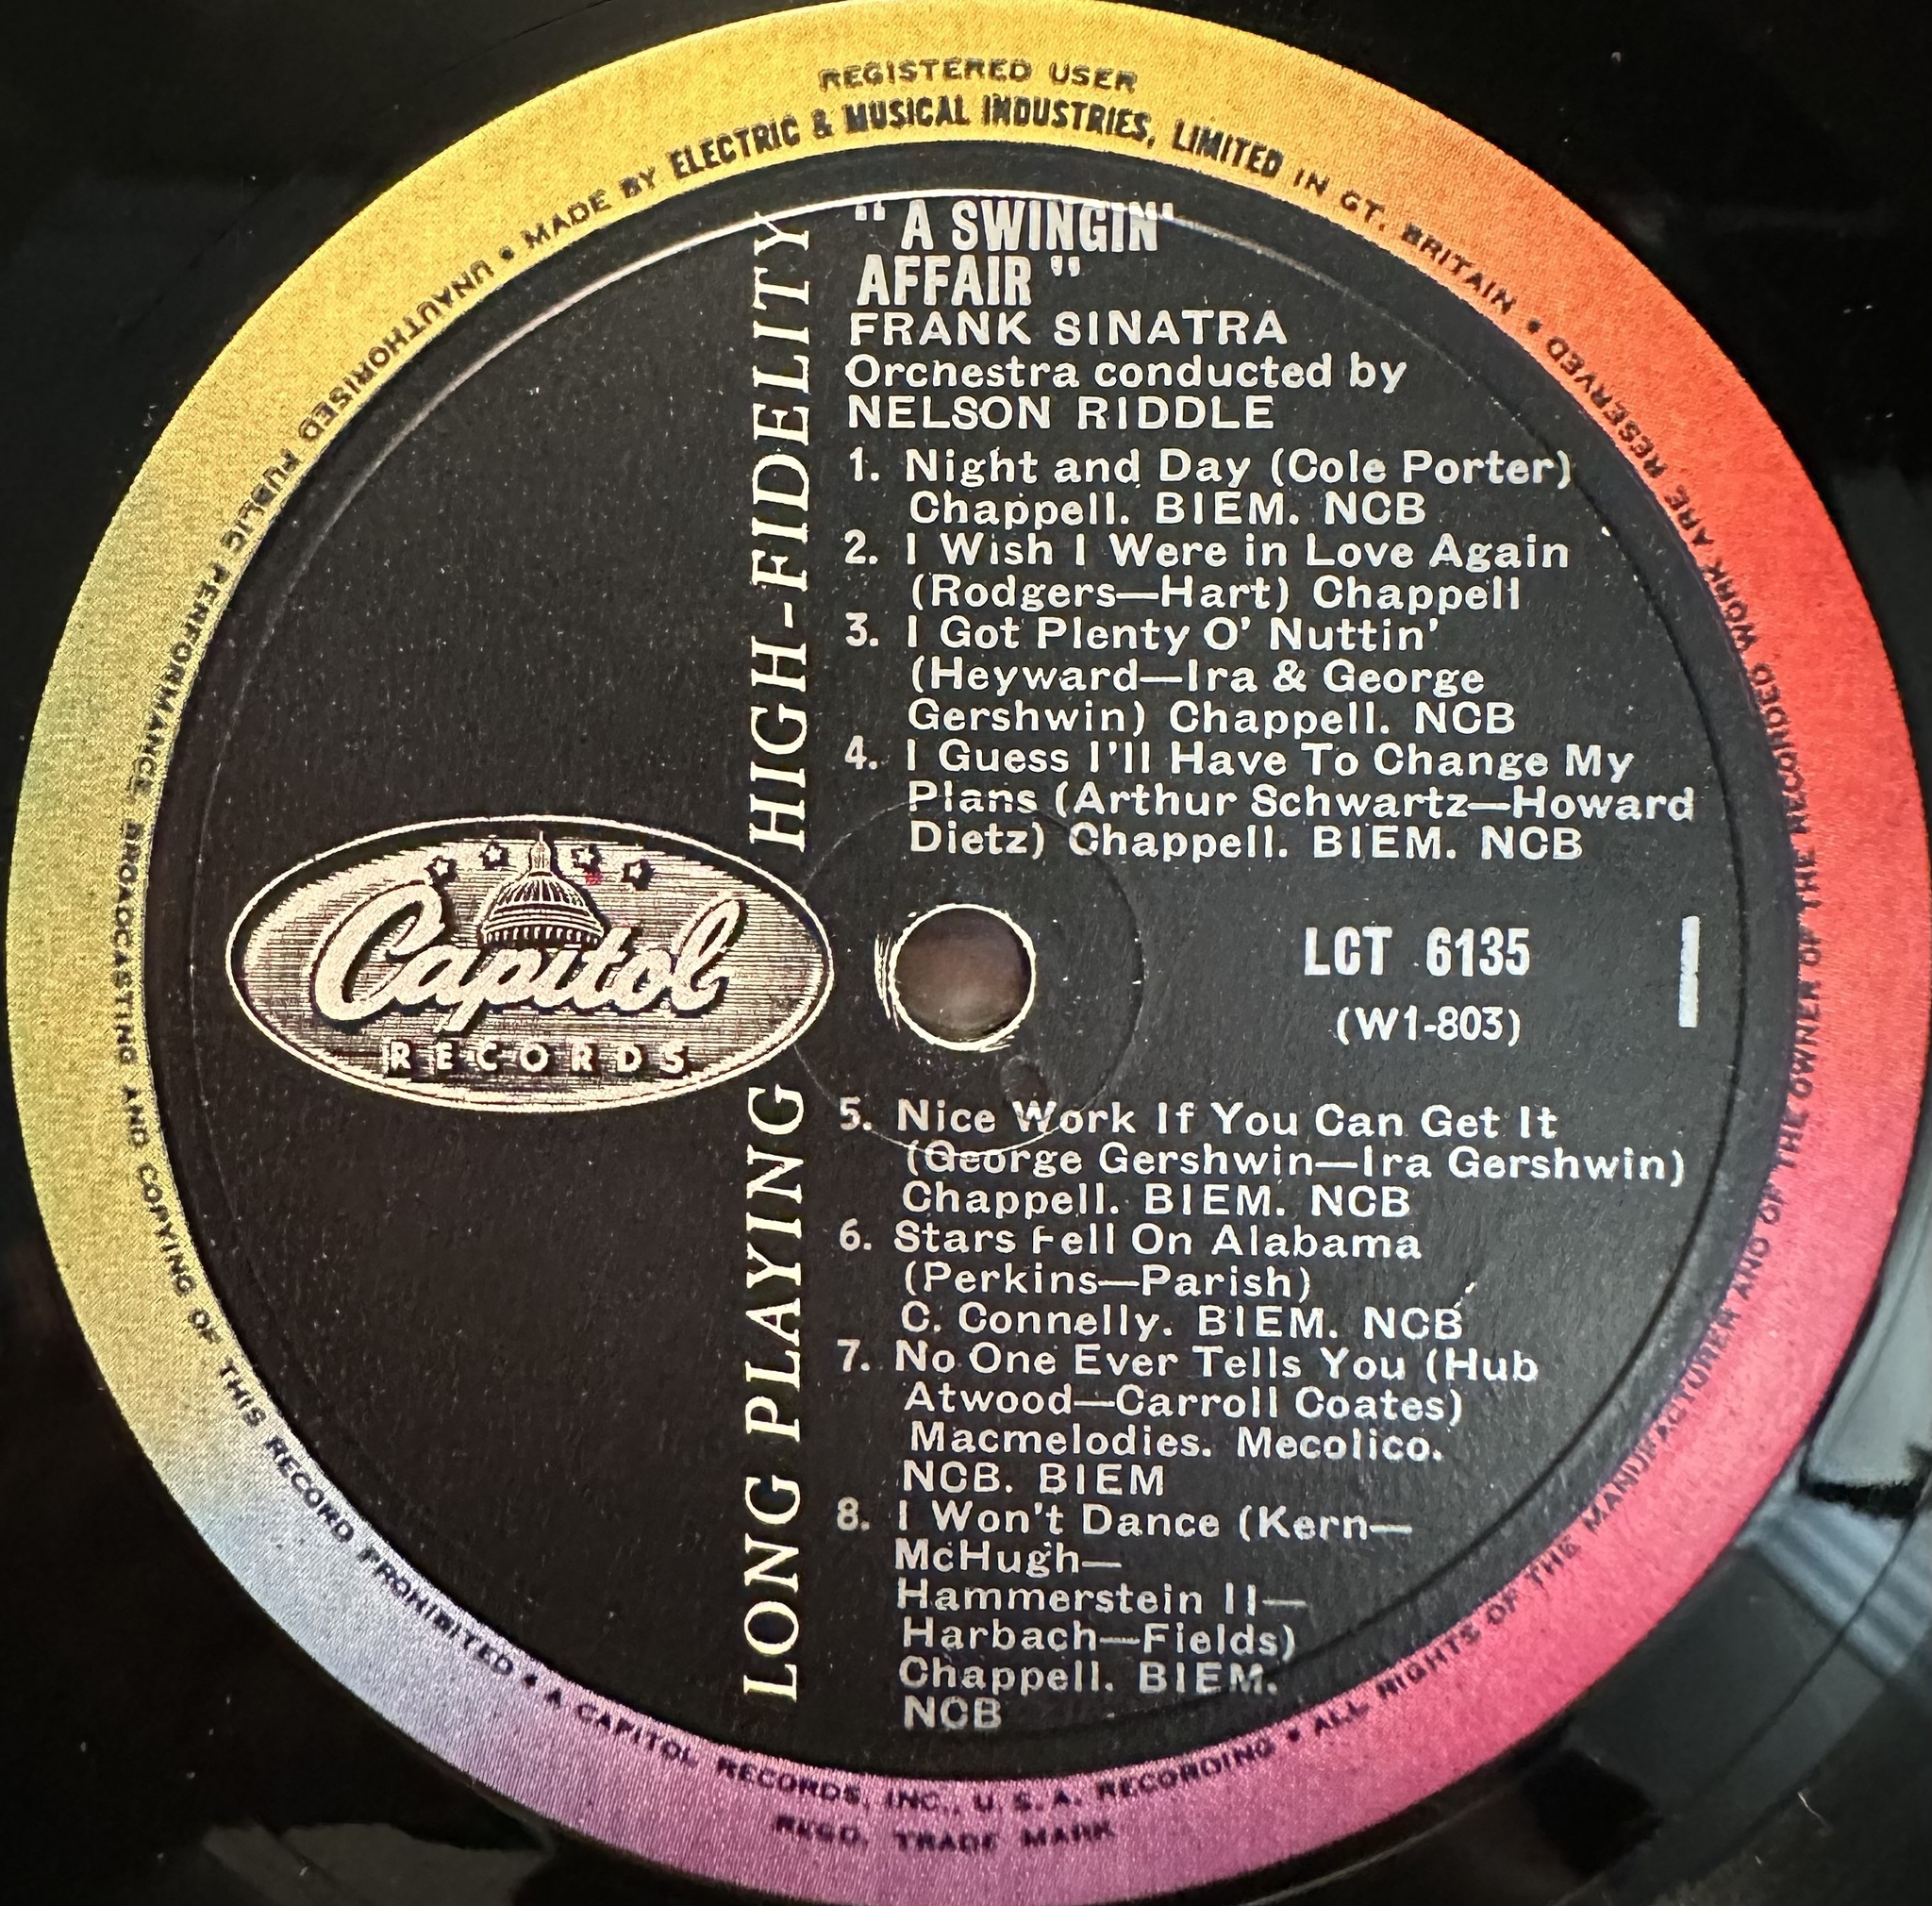 REGISTERED USER
MADE BY ELECTRIC & MUSICAL INDUSTRIES, LIMITED IN GT. BRITAIN • ALL RIGHTS OF THE MANUFACTURER AND OF THE OWNER OF THE RECORDED WORK ARE RESERVED • UNAUTHORISED PUBLIC PERFORMANCE, BROADCASTING AND COPYING OF THIS RECORD PROHIBITED • A CAPITOL RECORDS, INC., U.S.A. RECORDING •
REGD. TRADE MARK
LONG PLAYING HIGH-FIDELITY
Capitol
RECORDS
" A SWINGIN'
AFFAIR "
FRANK SINATRA
Orchestra conducted by
NELSON RIDDLE
1. Night and Day (Cole Porter)
Chappell. BIEM. NCB
2. I Wish I Were in Love Again
(Rodgers—Hart) Chappell
3. I Got Plenty O' Nuttin'
(Heyward—Ira & George
Gershwin) Chappell. NCB
4. I Guess I'll Have To Change My
Plans (Arthur Schwartz—Howard
Dietz) Chappell. BIEM. NCB
LCT 6135
(W1-803)
1
5. Nice Work If You Can Get It
(George Gershwin—Ira Gershwin)
Chappell. BIEM. NCB
6. Stars Fell On Alabama
(Perkins—Parish)
C. Connelly. BIEM. NCB
7. No One Ever Tells You (Hub
Atwood—Carroll Coates)
Macmelodies. Mecolico.
NCB. BIEM
8. I Won't Dance (Kern—
McHugh—
Hammerstein II—
Harbach—Fields)
Chappell. BIEM.
NCB